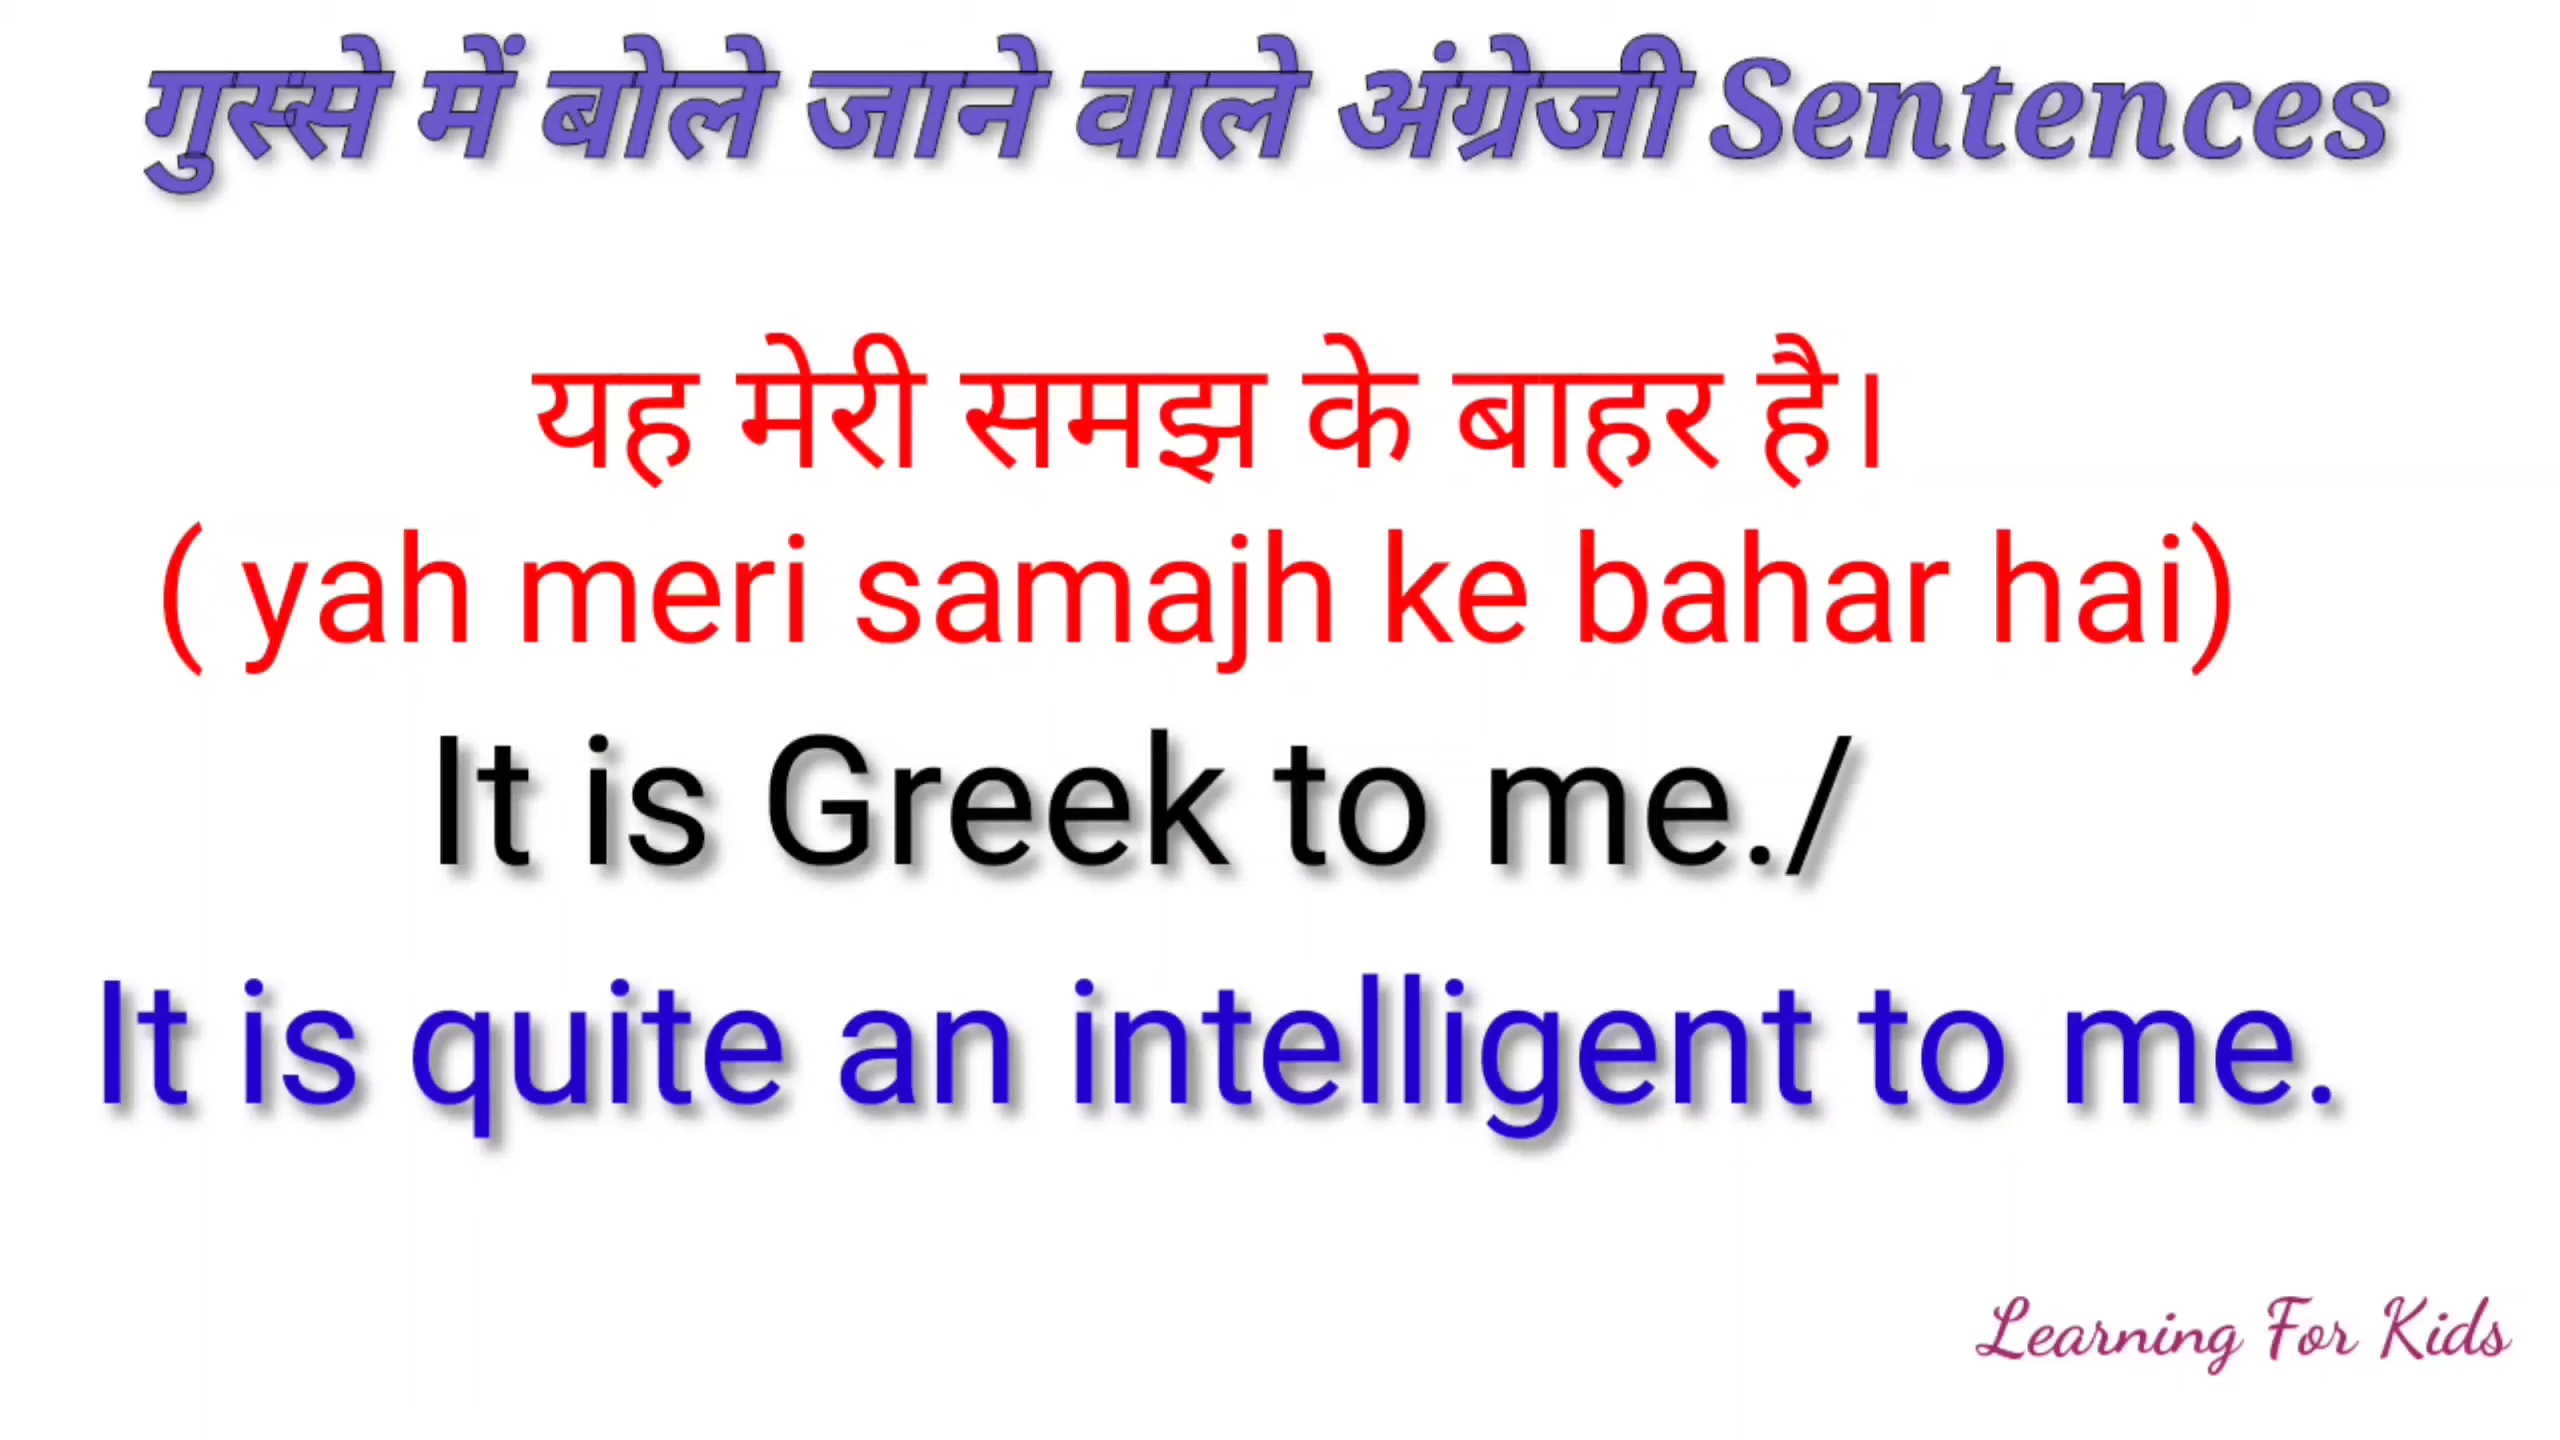 गुस्से में बोले जाने वाले अंग्रेजी Sentences
यह मेरी समझ के बाहर है।
( yah meri samajh ke bahar hai)
It is Greek to me./
It is quite an intelligent to me.
Learning For Kids